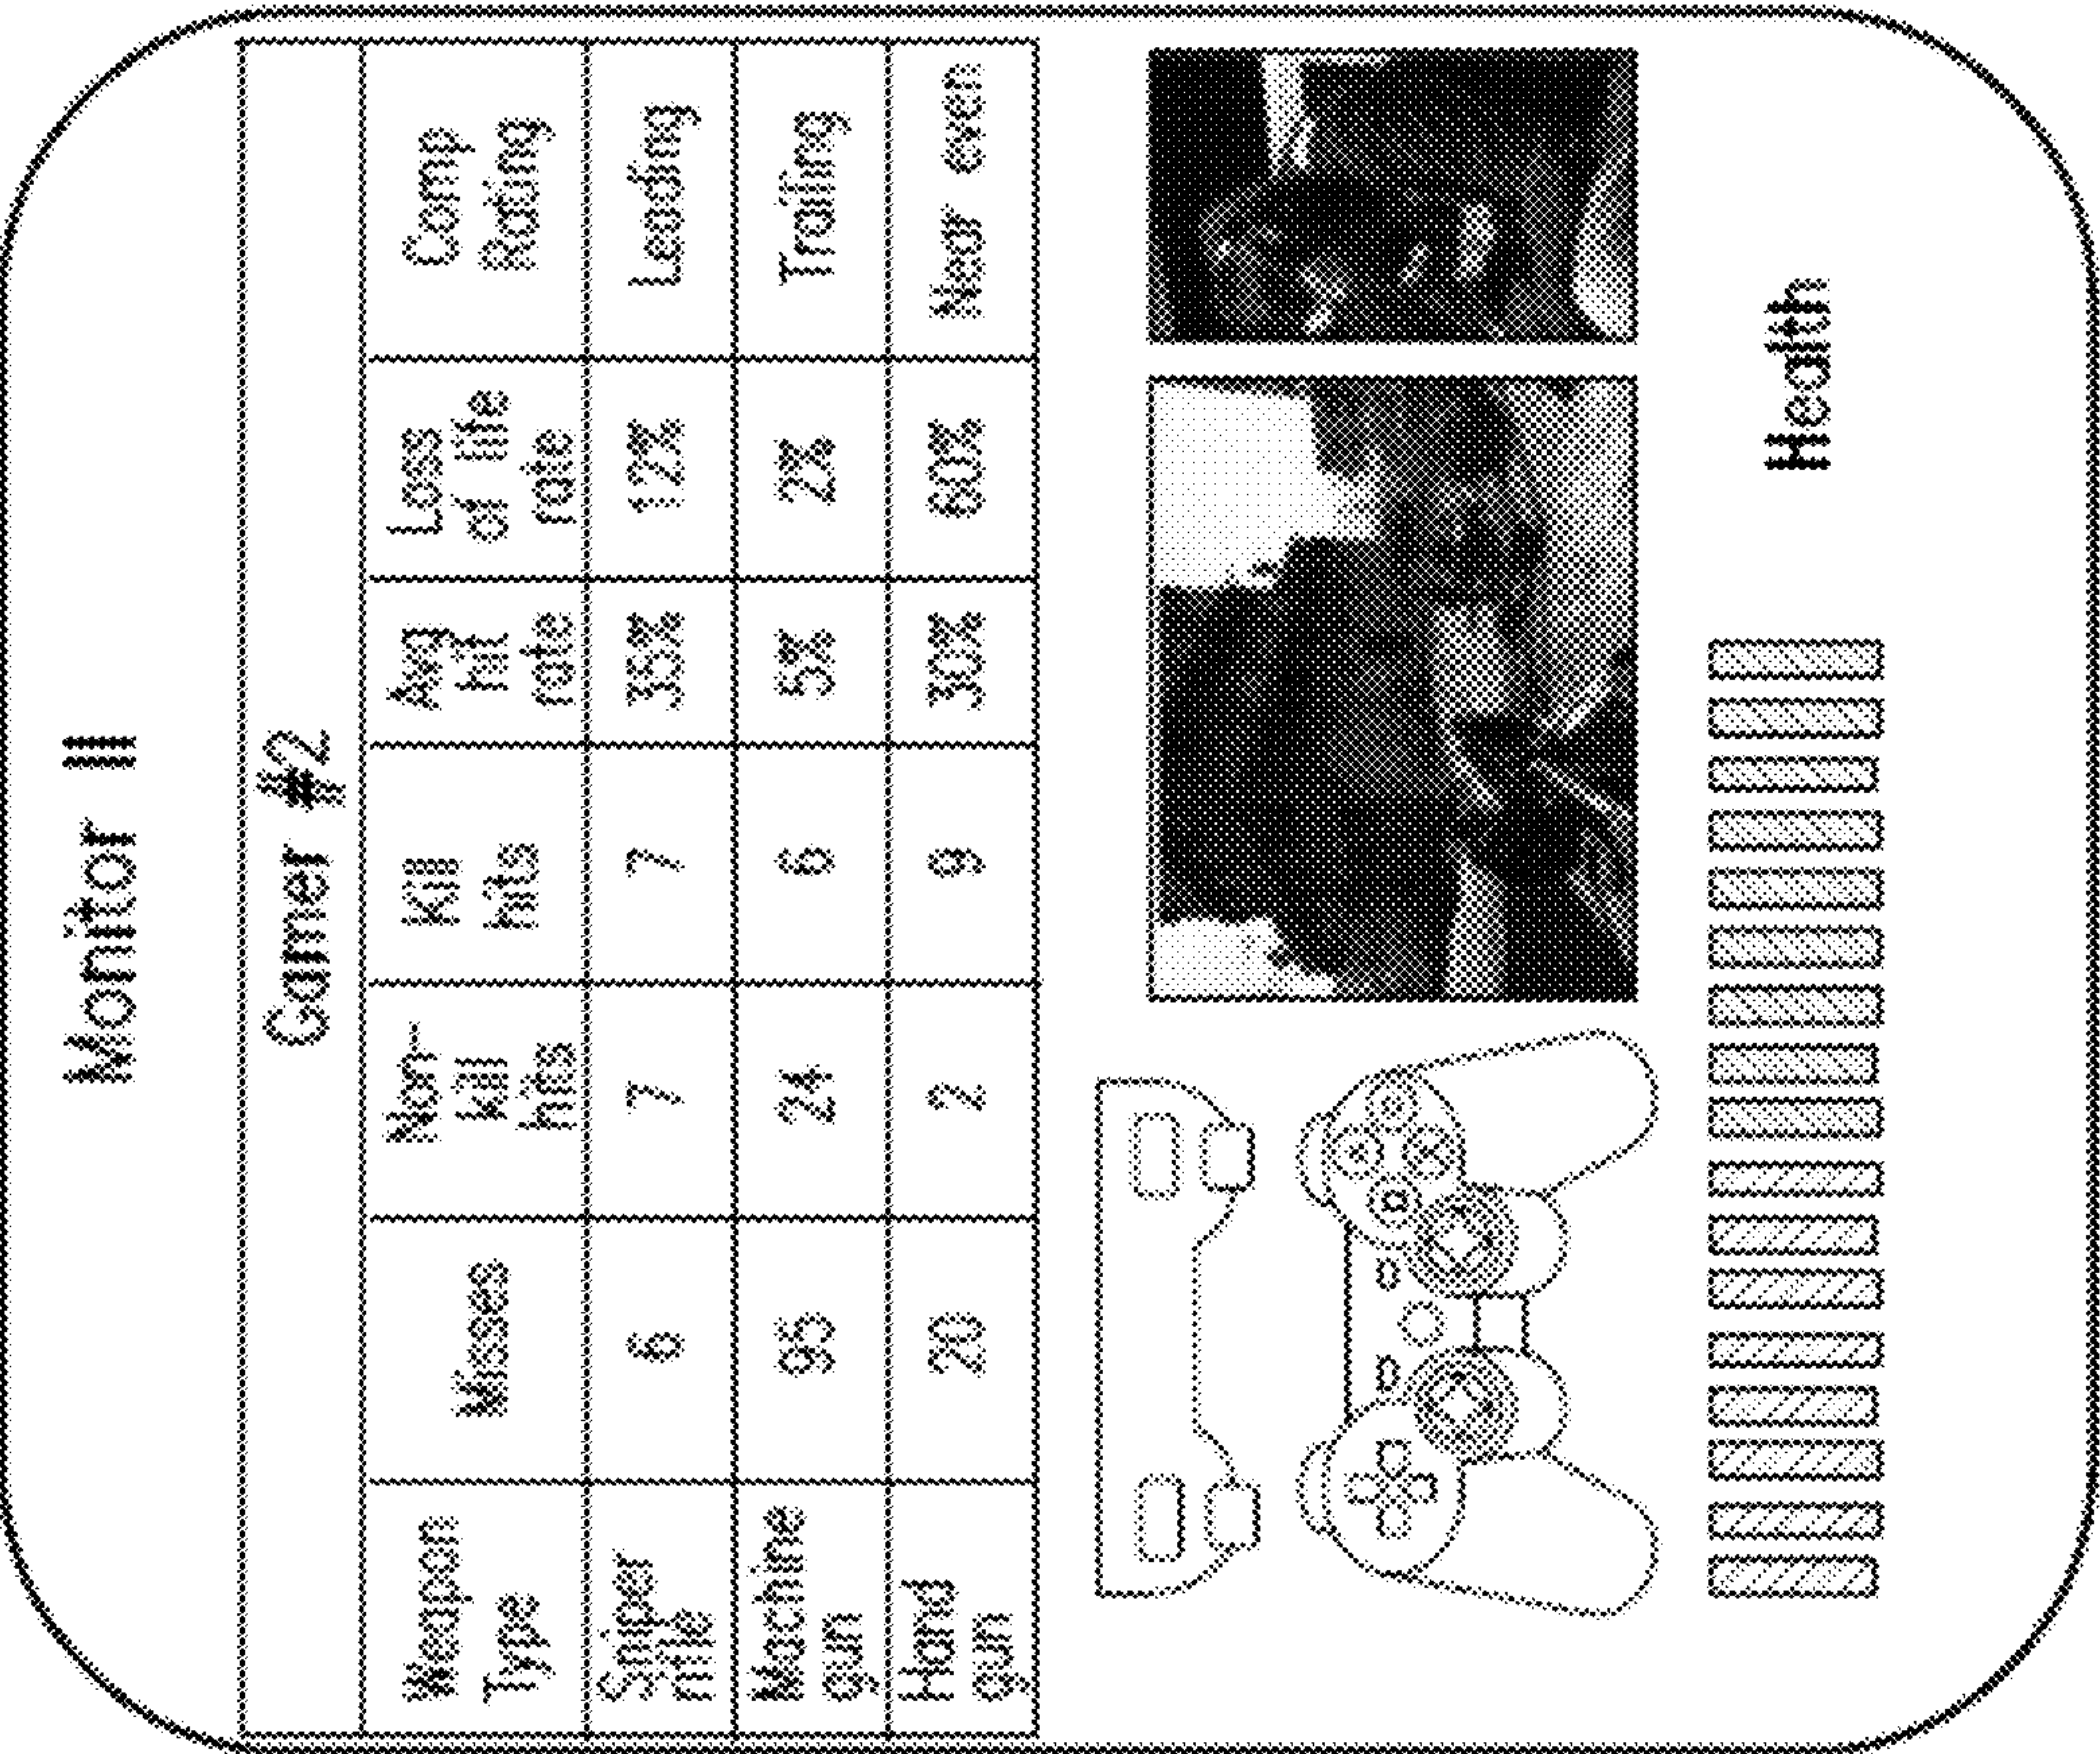 Monitor II
Gamer #2
Weapon Type | Misses | Non-kill hits | Kill hits | Avg hit rate | Loss of life rate | Comp Rating
Sniper rifle | 6 | 7 | 7 | 35% | 12% | Leading
Machine gun | 95 | 24 | 6 | 5% | 2% | Trailing
Hand gun | 20 | 2 | 9 | 30% | 60% | Near even
Health